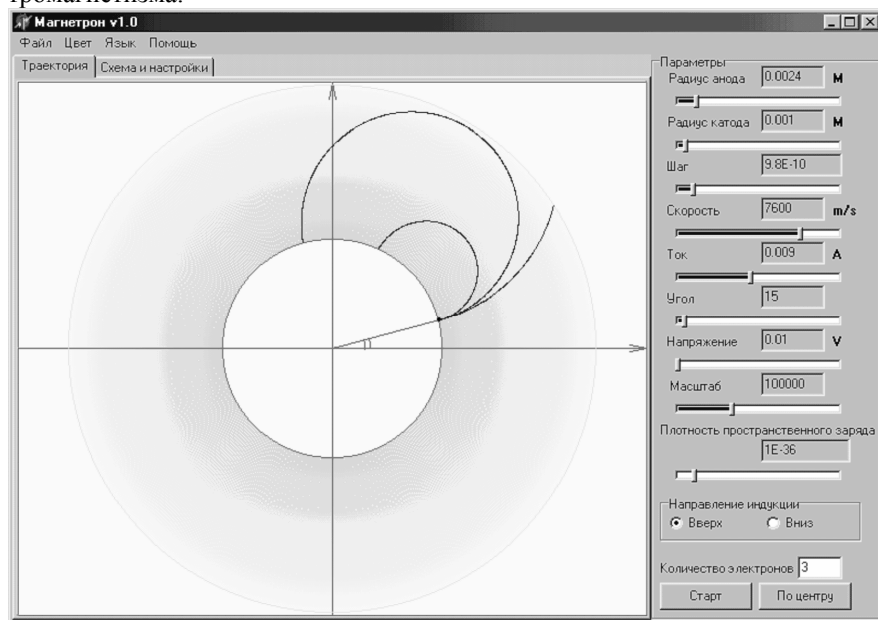 тромагнетизма.
Магнетрон v1.0
Файл Цвет Язык Помощь
Траектория Схема и настройки
Параметры
Радиус анода 0.0024 М
Радиус катода 0.001 М
Шаг 9.8E-10
Скорость 7600 m/s
Ток 0.009 A
Угол 15
Напряжение 0.01 V
Масштаб 100000
Плотность пространственного заряда
1E-36
Направление индукции
Вверх Вниз
Количество электронов 3
Старт По центру